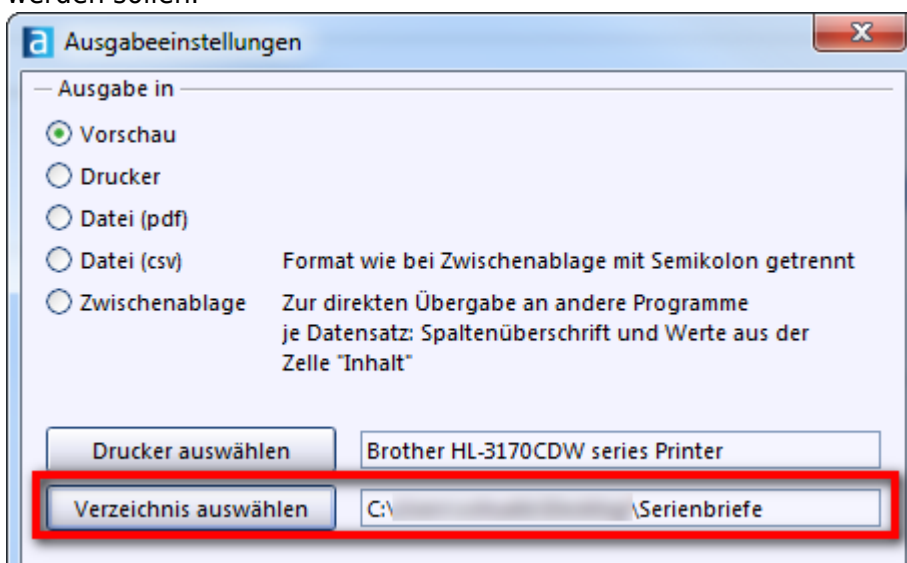 werden sollen.
Ausgabeeinstellungen
Ausgabe in
Vorschau
Drucker
Datei (pdf)
Datei (csv) Format wie bei Zwischenablage mit Semikolon getrennt
Zwischenablage Zur direkten Übergabe an andere Programme
je Datensatz: Spaltenüberschrift und Werte aus der
Zelle "Inhalt"
Drucker auswählen Brother HL-3170CDW series Printer
Verzeichnis auswählen C:\ \Serienbriefe